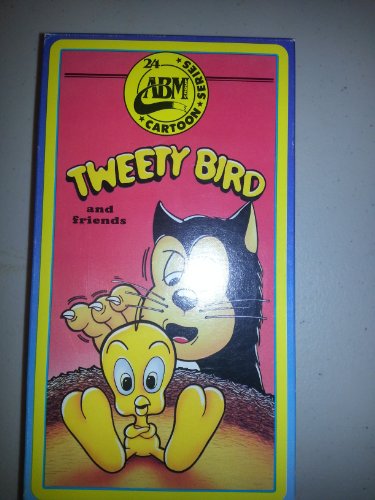 24
ABM
★ CARTOON ★ SERIES ★
TWEETY BIRD
and
friends